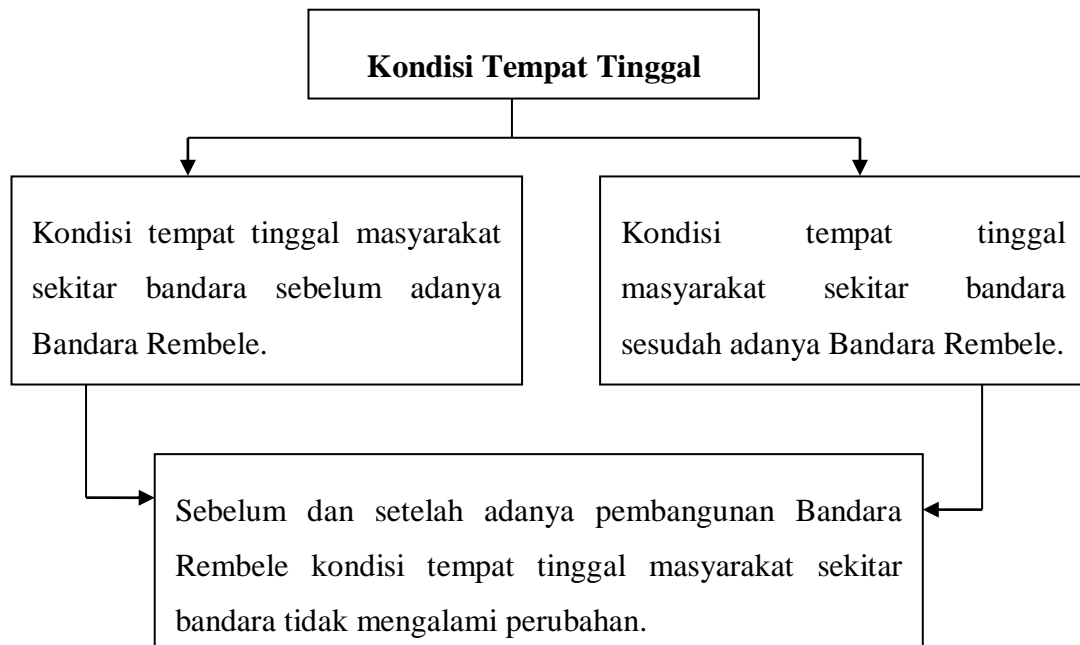 Kondisi Tempat Tinggal
Kondisi tempat tinggal masyarakat
sekitar bandara sebelum adanya
Bandara Rembele.
Kondisi tempat tinggal
masyarakat sekitar bandara
sesudah adanya Bandara Rembele.
Sebelum dan setelah adanya pembangunan Bandara
Rembele kondisi tempat tinggal masyarakat sekitar
bandara tidak mengalami perubahan.